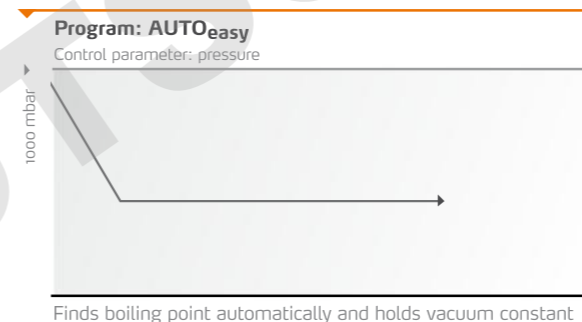 Program: AUTOeasy
Control parameter: pressure
1000 mbar
Finds boiling point automatically and holds vacuum constant